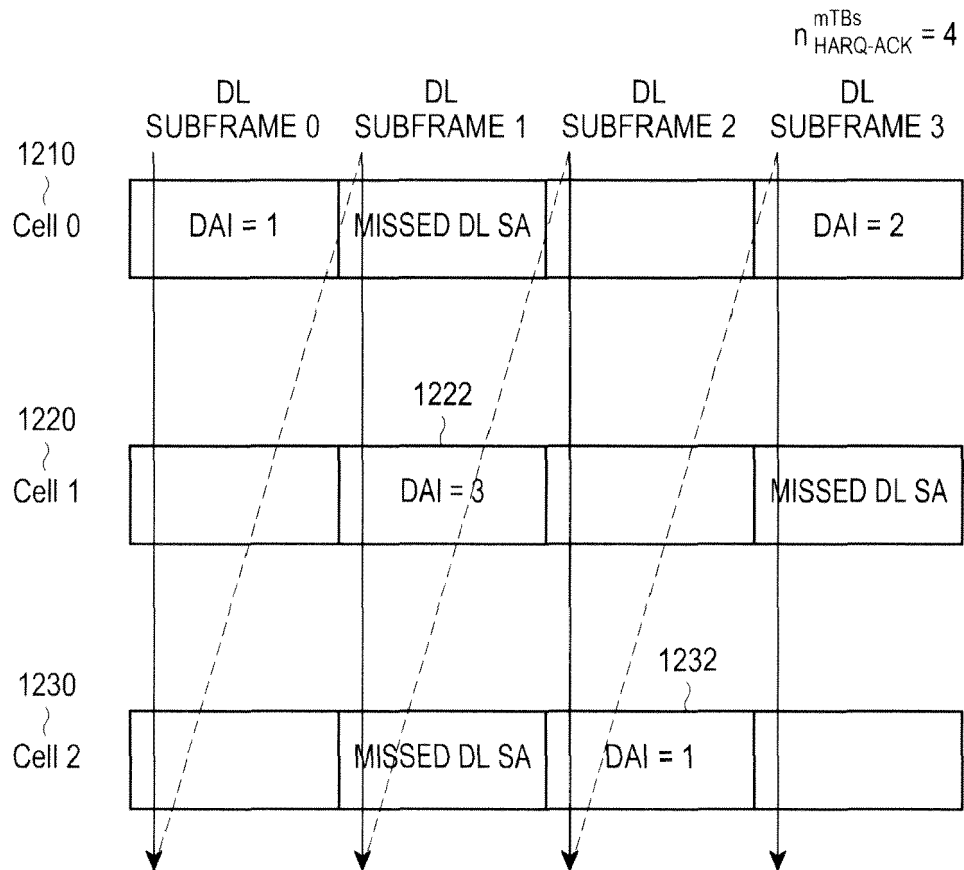 n mTBs HARQ-ACK = 4
DL SUBFRAME 0
DL SUBFRAME 1
DL SUBFRAME 2
DL SUBFRAME 3
1210
Cell 0
DAI = 1
MISSED DL SA
DAI = 2
1220
Cell 1
1222
DAI = 3
MISSED DL SA
1230
Cell 2
1232
MISSED DL SA
DAI = 1